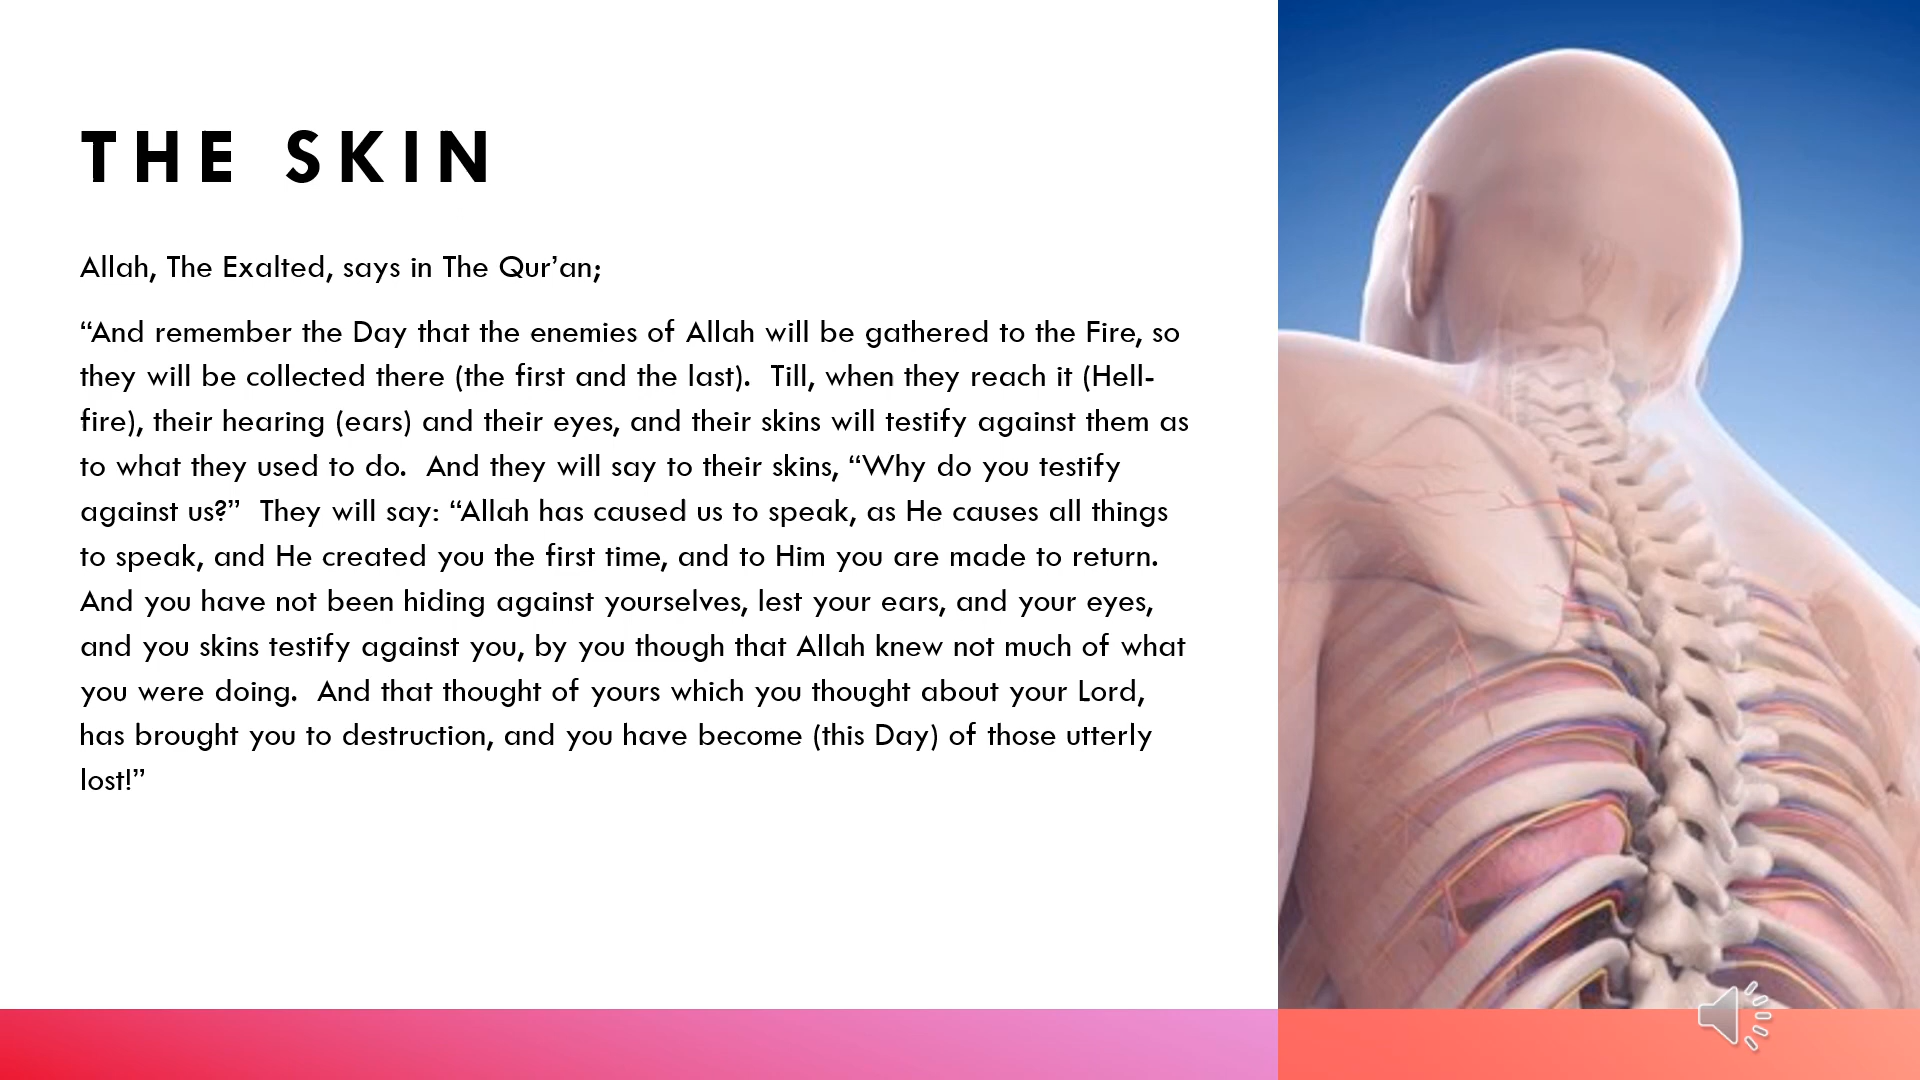 THE SKIN
Allah, The Exalted, says in The Qur’an;
“And remember the Day that the enemies of Allah will be gathered to the Fire, so
they will be collected there (the first and the last).  Till, when they reach it (Hell-
fire), their hearing (ears) and their eyes, and their skins will testify against them as
to what they used to do.  And they will say to their skins, “Why do you testify
against us?”  They will say: “Allah has caused us to speak, as He causes all things
to speak, and He created you the first time, and to Him you are made to return.
And you have not been hiding against yourselves, lest your ears, and your eyes,
and you skins testify against you, by you though that Allah knew not much of what
you were doing.  And that thought of yours which you thought about your Lord,
has brought you to destruction, and you have become (this Day) of those utterly
lost!”